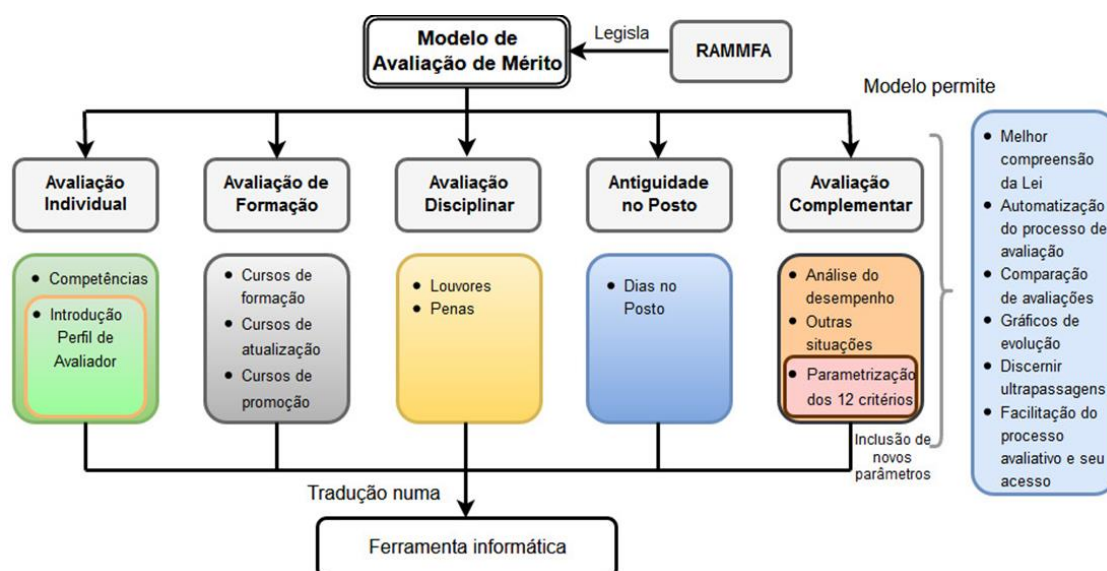 Modelo de
Avaliação de Mérito
Legisla
RAMMFA
Modelo permite
Avaliação
Individual
Avaliação de
Formação
Avaliação
Disciplinar
Antiguidade
no Posto
Avaliação
Complementar
• Competências
• Introdução
Perfil de
Avaliador
• Cursos de
formação
• Cursos de
atualização
• Cursos de
promoção
• Louvores
• Penas
• Dias no
Posto
• Análise do
desempenho
• Outras
situações
• Parametrização
dos 12 critérios
• Melhor
compreensão
da Lei
• Automatização
do processo de
avaliação
• Comparação
de avaliações
• Gráficos de
evolução
• Discernir
ultrapassagens
• Facilitação do
processo
avaliativo e seu
acesso
Inclusão de
novos
parâmetros
Tradução numa
Ferramenta informática